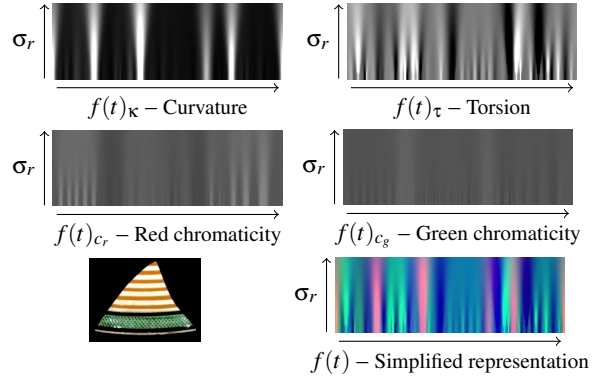 σr
σr
f(t)κ – Curvature
f(t)τ – Torsion
σr
σr
f(t)cr – Red chromaticity
f(t)cg – Green chromaticity
σr
f(t) – Simplified representation